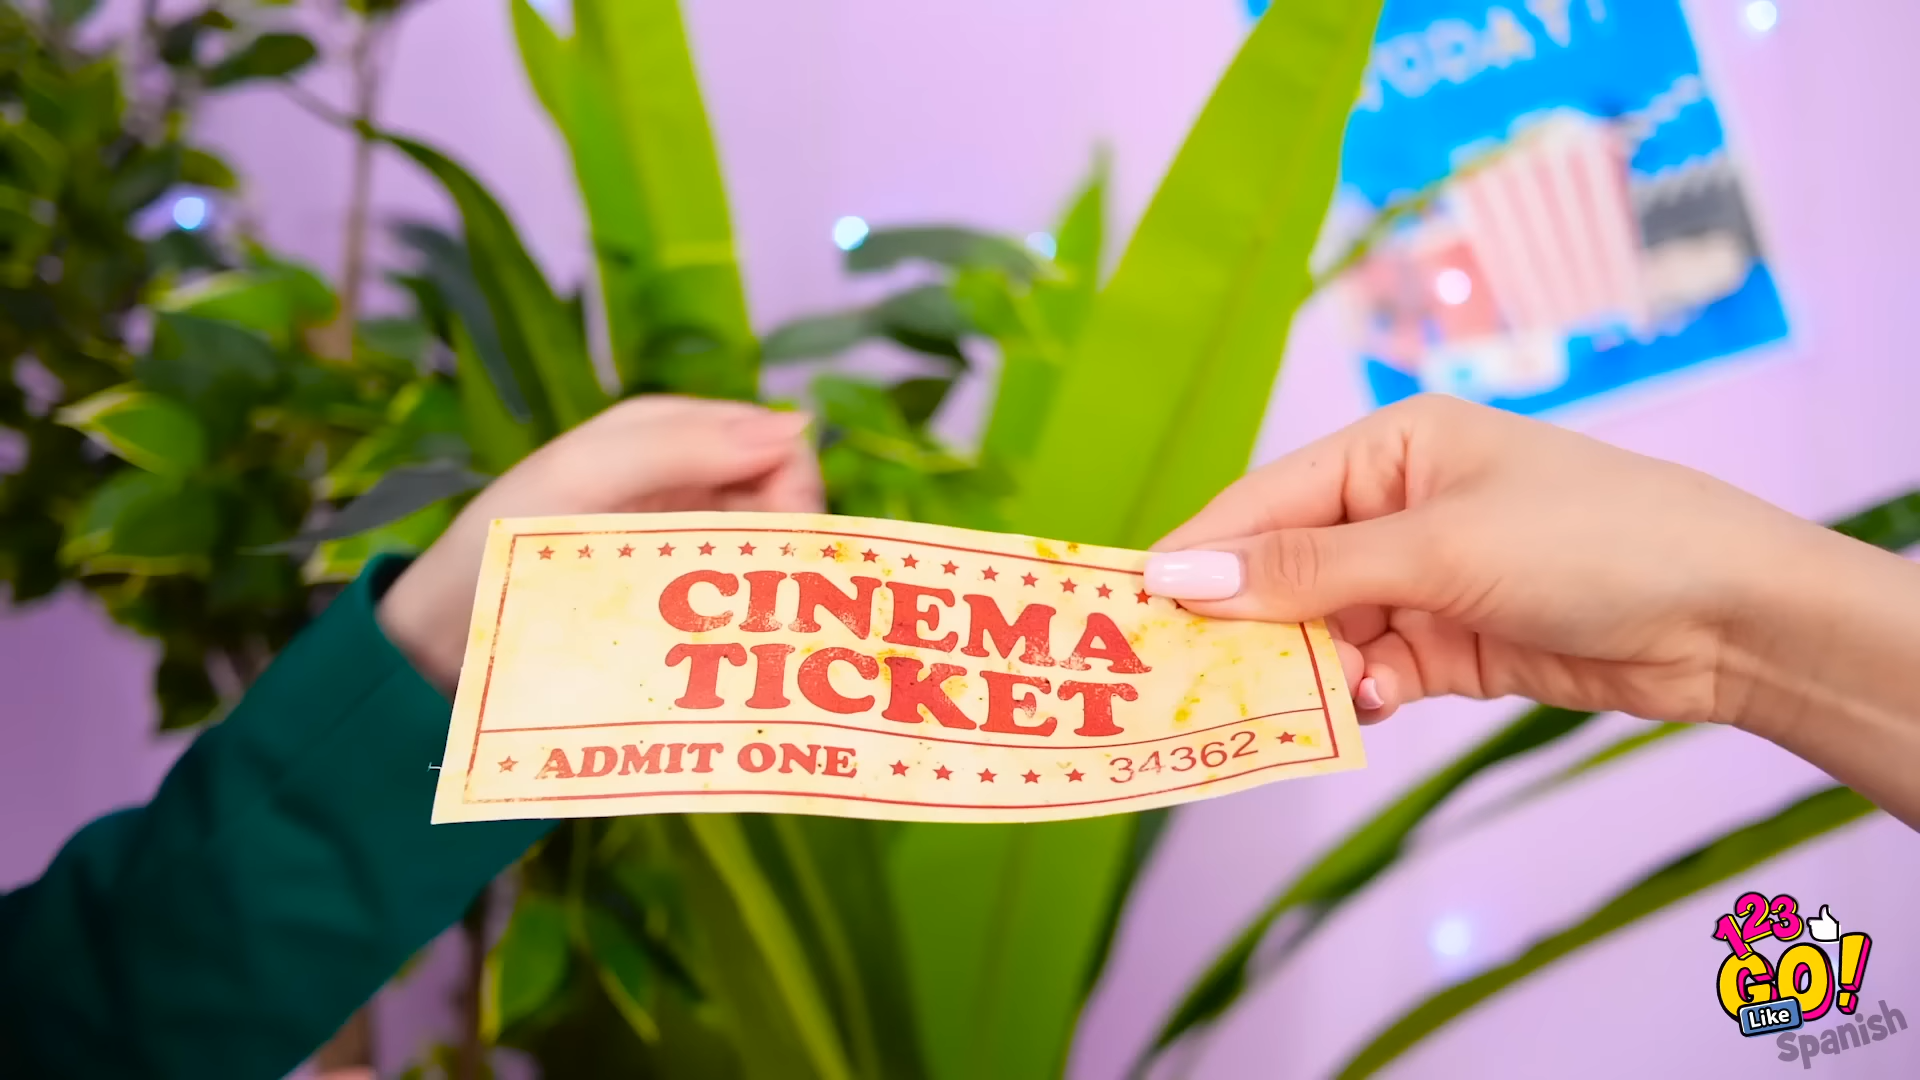 CINEMA
TICKET
ADMIT ONE
34362
123
GO!
Like
Spanish